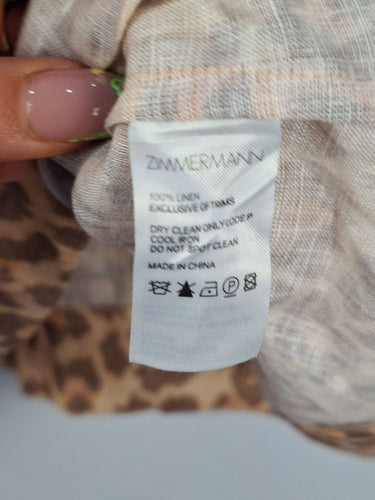 ZIMMERMANN
100% LINEN
EXCLUSIVE OF TRIMS
DRY CLEAN ONLY CODE P
COOL IRON
DO NOT SPOT CLEAN
MADE IN CHINA
P